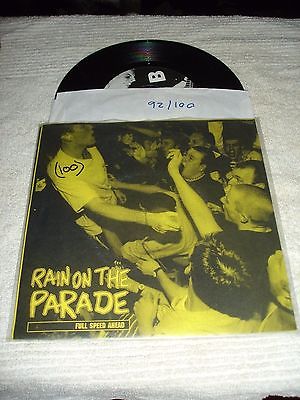 B
92/100
(100)
RAIN ON THE
PARADE
FULL SPEED AHEAD